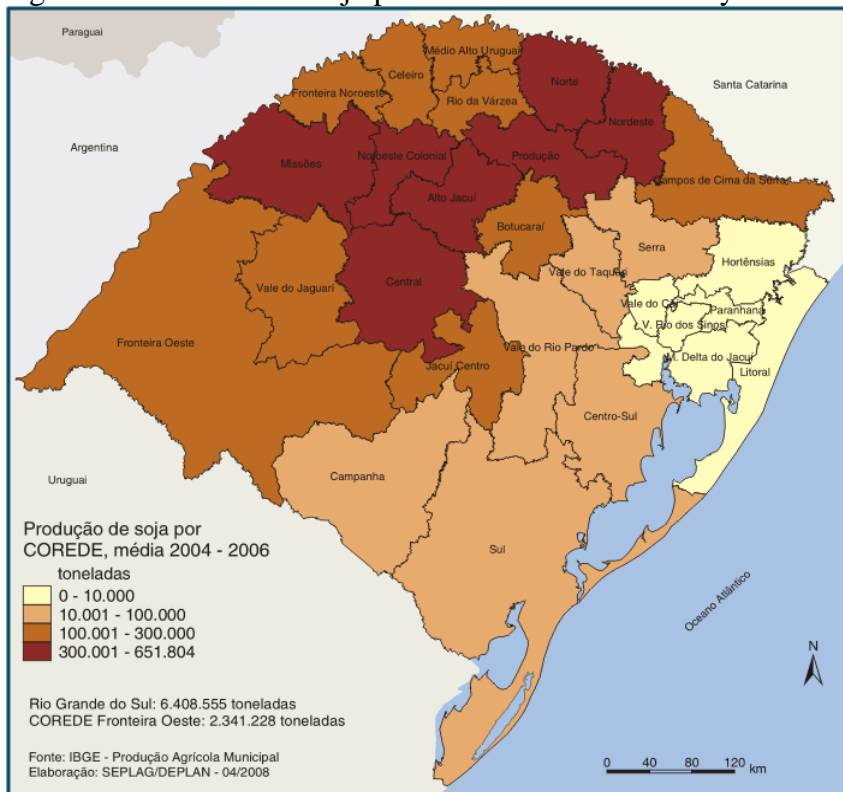 Paraguai
Médio Alto Uruguai
Celeiro
Norte
Santa Catarina
Fronteira Noroeste
Rio da Várzea
Nordeste
Argentina
Missões
Noroeste Colonial
Produção
Campos de Cima da Serra
Alto Jacuí
Botucaraí
Serra
Hortênsias
Vale do Taquari
Central
Vale do Jaguari
Vale do Caí
Paranhana
V. Rio dos Sinos
Fronteira Oeste
Vale do Rio Pardo
M. Delta do Jacuí
Jacuí Centro
Litoral
Centro-Sul
Campanha
Uruguai
Sul
Oceano Atlântico
Produção de soja por
COREDE, média 2004 - 2006
toneladas
0 - 10.000
10.001 - 100.000
100.001 - 300.000
300.001 - 651.804
N
Rio Grande do Sul: 6.408.555 toneladas
COREDE Fronteira Oeste: 2.341.228 toneladas
Fonte: IBGE - Produção Agrícola Municipal
Elaboração: SEPLAG/DEPLAN - 04/2008
0 40 80 120 km